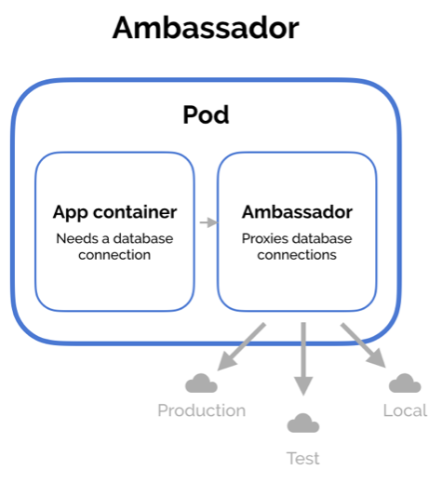 Ambassador
Pod
App container
Needs a database
connection
Ambassador
Proxies database
connections
Production
Test
Local